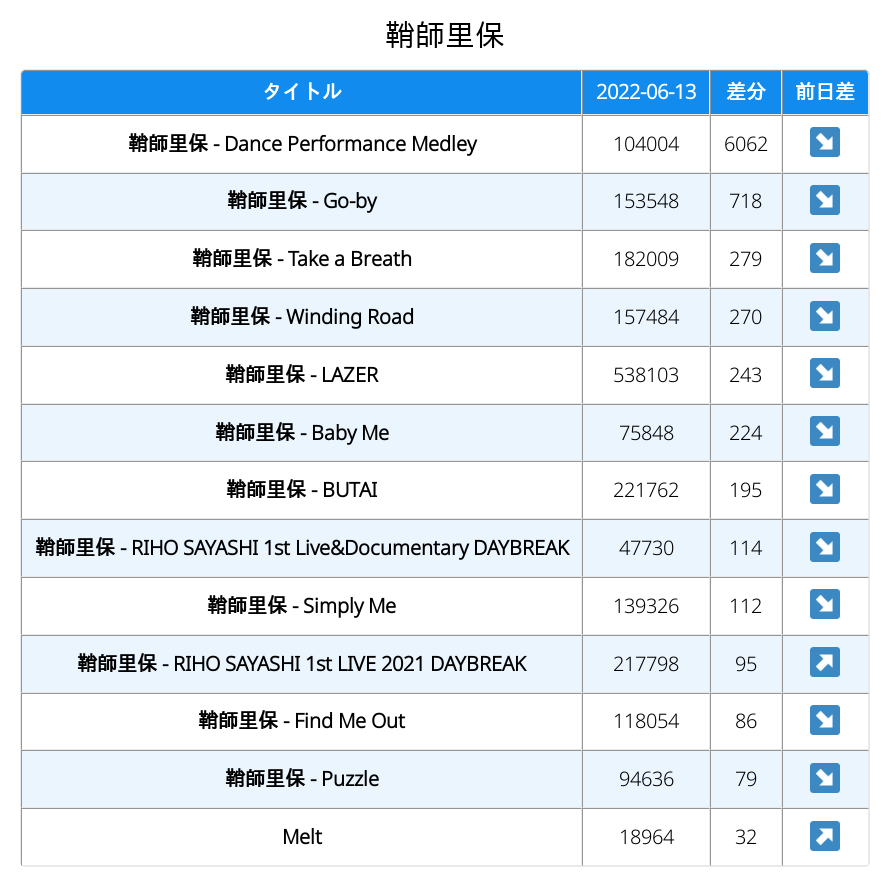 鞘師里保
タイトル 2022-06-13 差分 前日差
鞘師里保 - Dance Performance Medley 104004 6062 ↘
鞘師里保 - Go-by 153548 718 ↘
鞘師里保 - Take a Breath 182009 279 ↘
鞘師里保 - Winding Road 157484 270 ↘
鞘師里保 - LAZER 538103 243 ↘
鞘師里保 - Baby Me 75848 224 ↘
鞘師里保 - BUTAI 221762 195 ↘
鞘師里保 - RIHO SAYASHI 1st Live&Documentary DAYBREAK 47730 114 ↘
鞘師里保 - Simply Me 139326 112 ↘
鞘師里保 - RIHO SAYASHI 1st LIVE 2021 DAYBREAK 217798 95 ↗
鞘師里保 - Find Me Out 118054 86 ↘
鞘師里保 - Puzzle 94636 79 ↘
Melt 18964 32 ↗